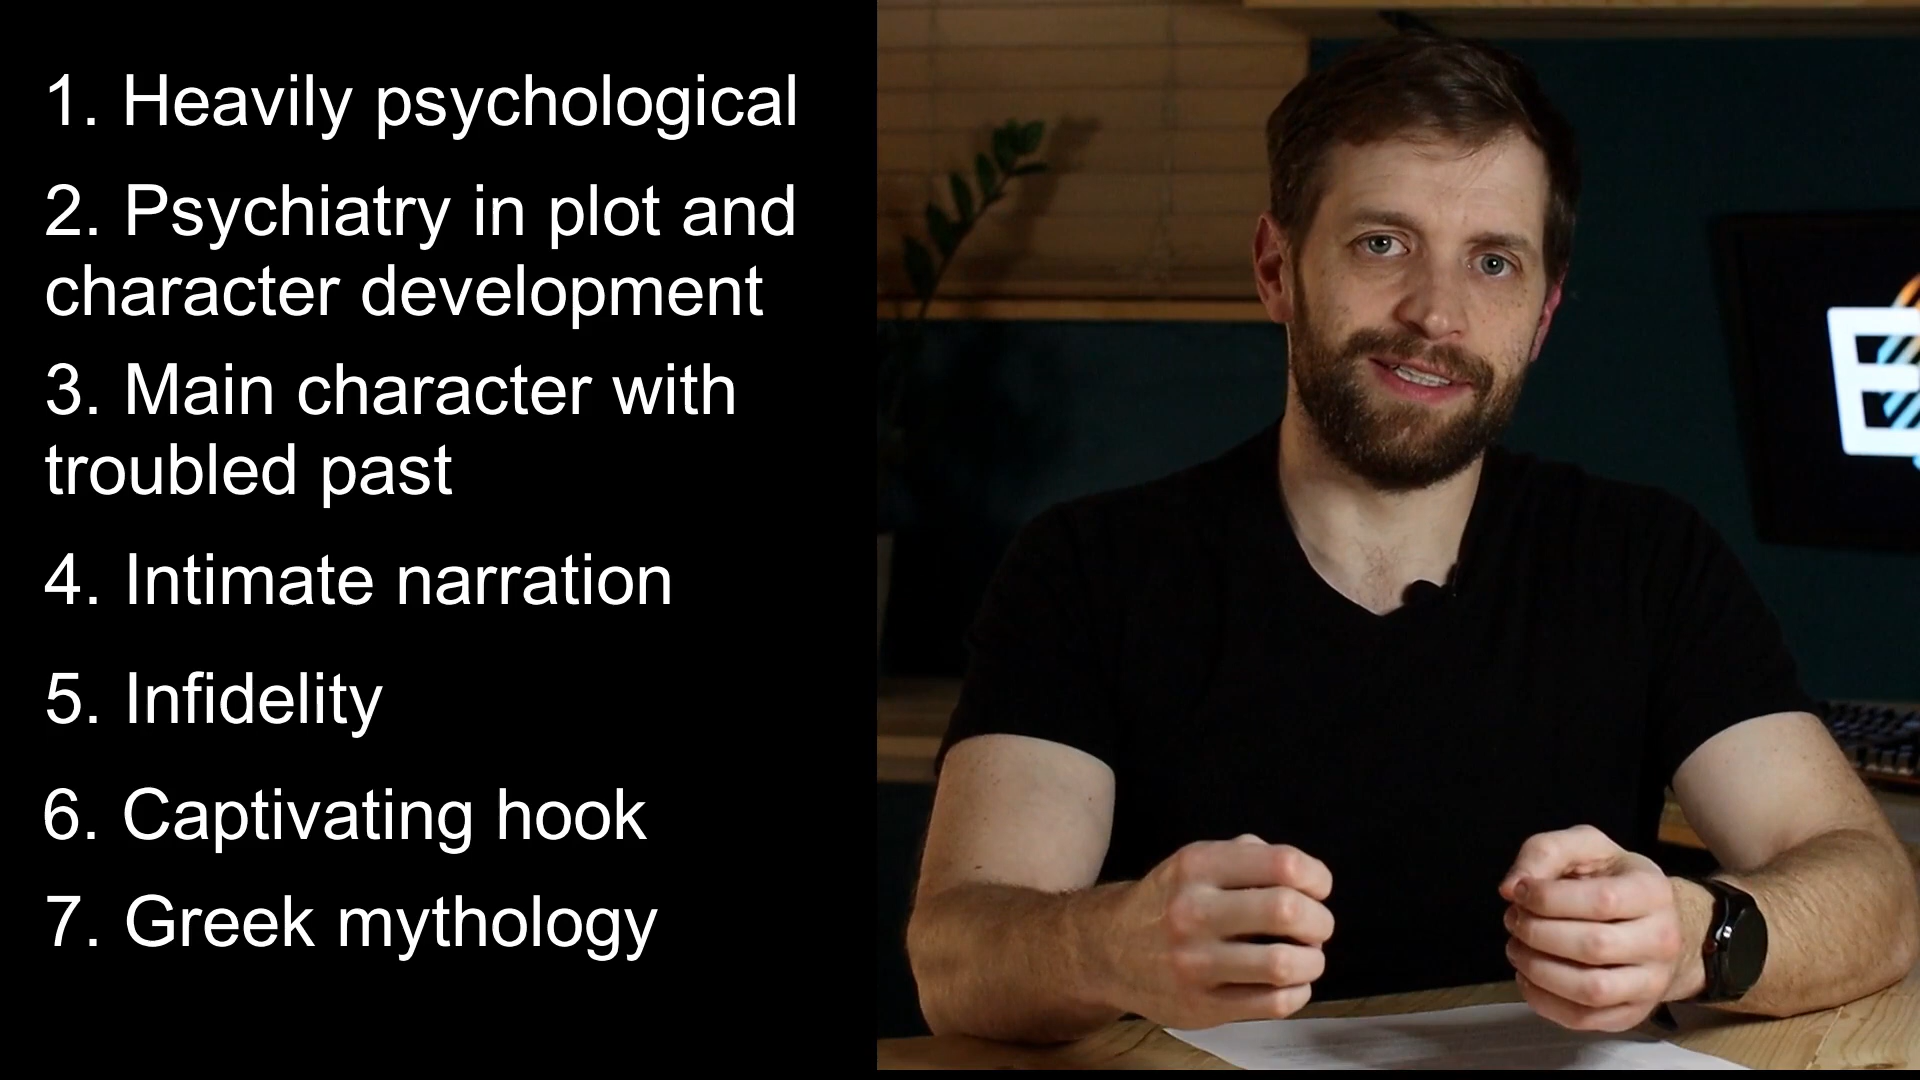 1. Heavily psychological
2. Psychiatry in plot and
character development
3. Main character with
troubled past
4. Intimate narration
5. Infidelity
6. Captivating hook
7. Greek mythology